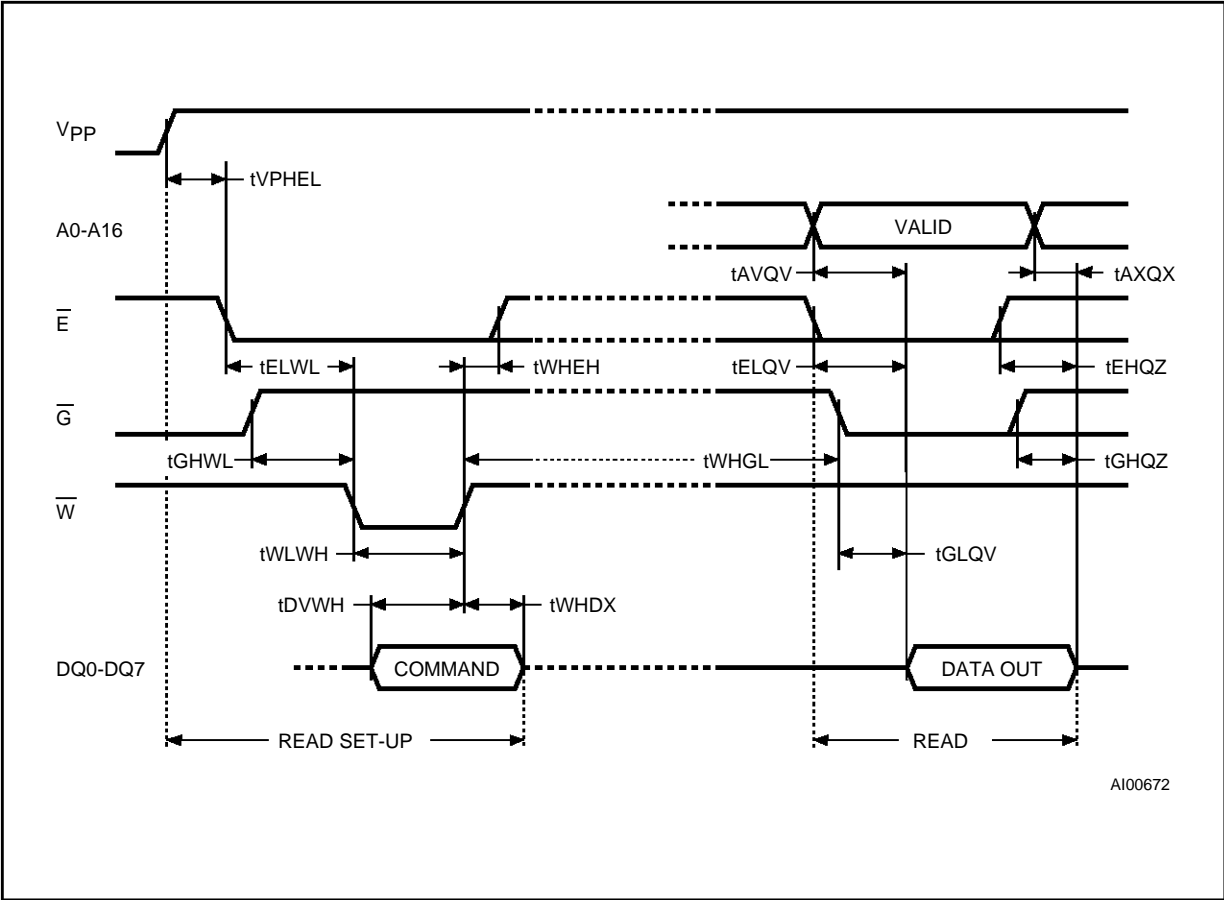 VPP
tVPHEL
A0-A16
VALID
tAVQV
tAXQX
E
tELWL
tWHEH
tELQV
tEHQZ
G
tGHWL
tWHGL
tGHQZ
W
tWLWH
tGLQV
tDVWH
tWHDX
DQ0-DQ7
COMMAND
DATA OUT
READ SET-UP
READ
AI00672